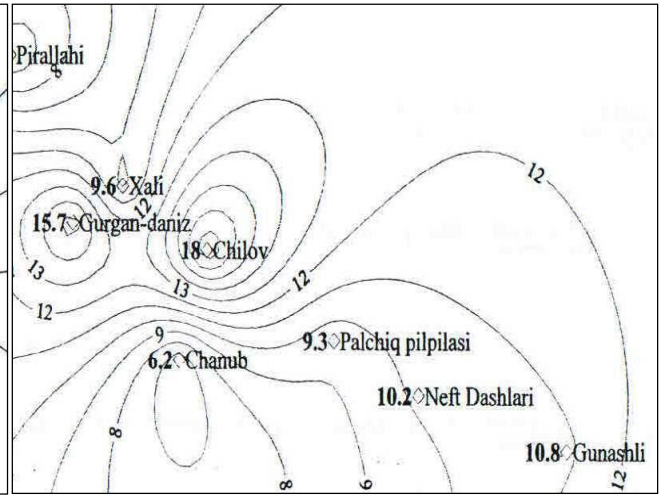 Pirallahi
8
12
9.6 Xali
12
15.7 Gurgan-daniz
18 Chilov
13
13
12
12
9
9.3 Palchiq pilpilasi
6.2 Chanub
10.2 Neft Dashlari
8
10.8 Gunashli
8
9
12